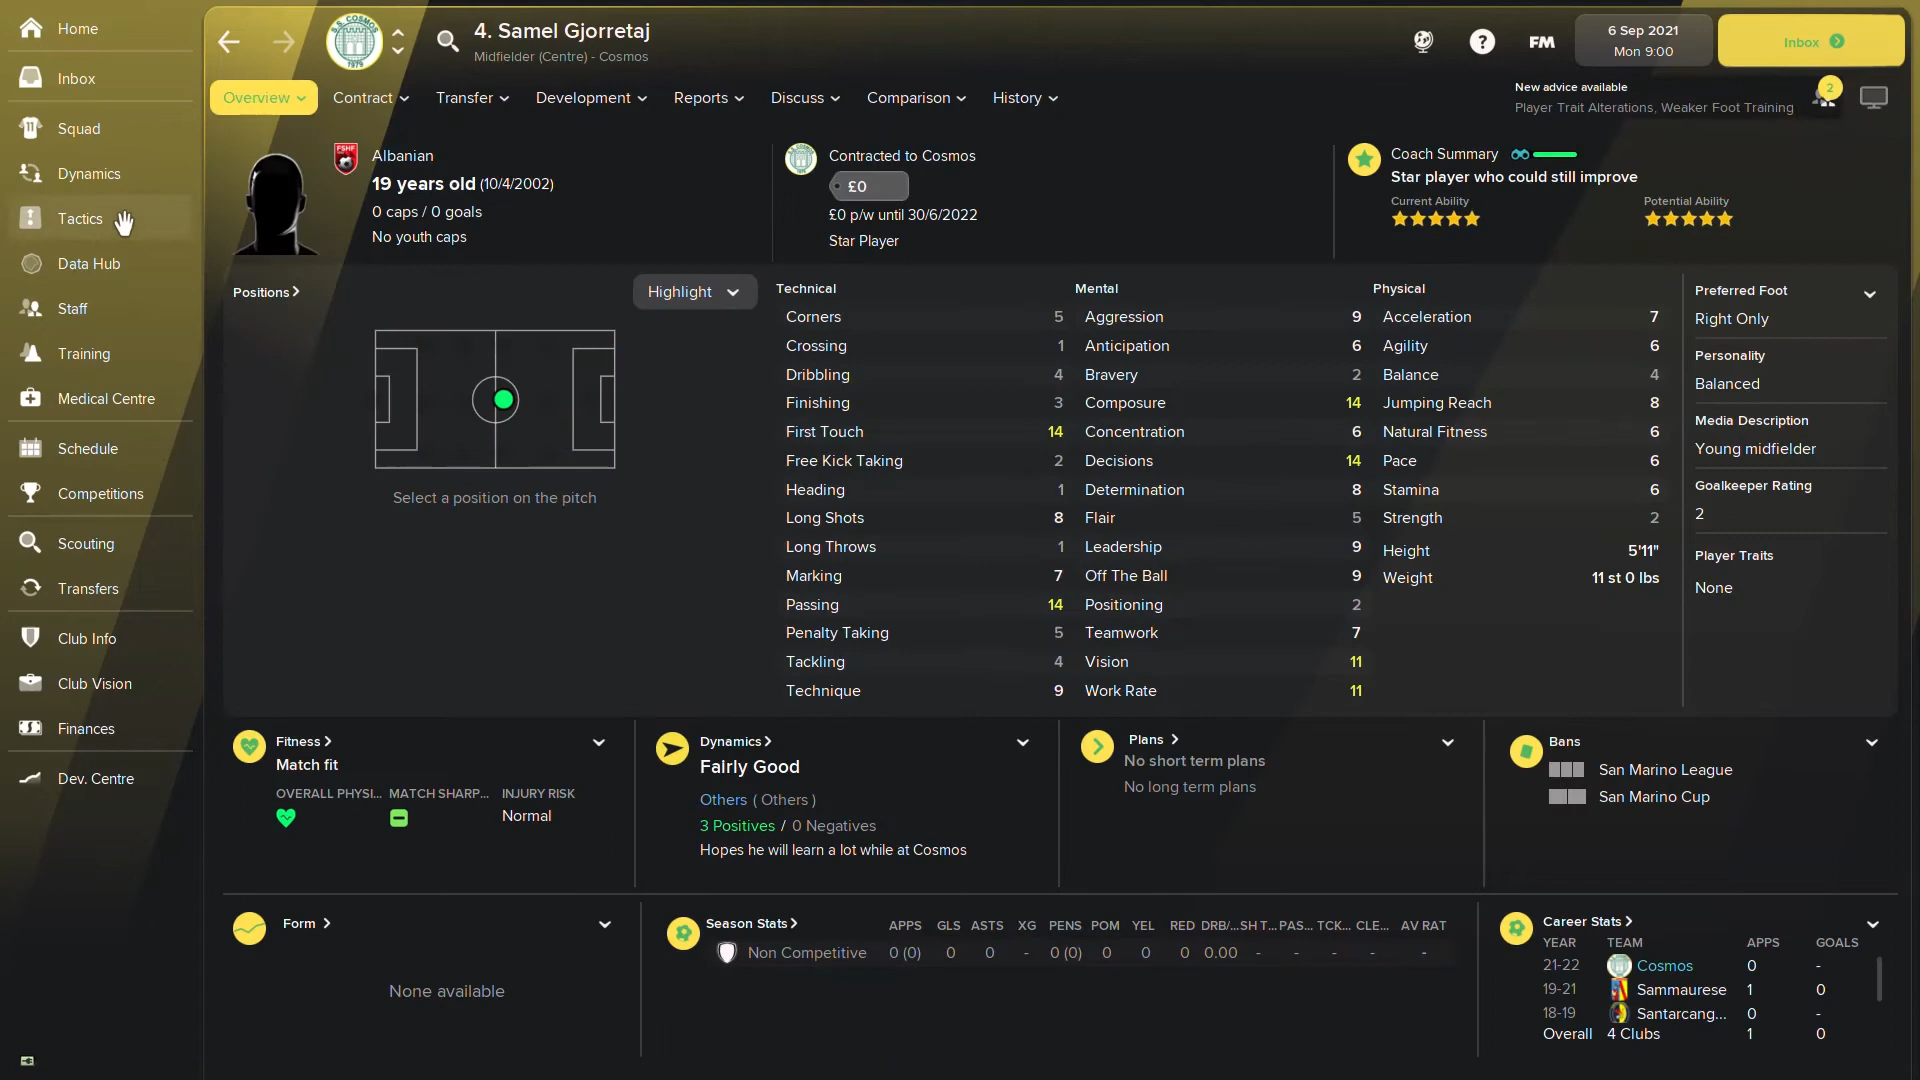 Home
Inbox
Squad
Dynamics
Tactics
Data Hub
Staff
Training
Medical Centre
Schedule
Competitions
Scouting
Transfers
Club Info
Club Vision
Finances
Dev. Centre
4. Samel Gjorretaj
Midfielder (Centre) - Cosmos
FM
6 Sep 2021
Mon 9:00
Inbox
Overview Contract Transfer Development Reports Discuss Comparison History
New advice available
Player Trait Alterations, Weaker Foot Training
2
Albanian
19 years old (10/4/2002)
0 caps / 0 goals
No youth caps
Contracted to Cosmos
£0
£0 p/w until 30/6/2022
Star Player
Coach Summary
Star player who could still improve
Current Ability
Potential Ability
Positions
Highlight
Select a position on the pitch
Technical
Corners 5
Crossing 1
Dribbling 4
Finishing 3
First Touch 14
Free Kick Taking 2
Heading 1
Long Shots 8
Long Throws 1
Marking 7
Passing 14
Penalty Taking 5
Tackling 4
Technique 9
Mental
Aggression 9
Anticipation 6
Bravery 2
Composure 14
Concentration 6
Decisions 14
Determination 8
Flair 5
Leadership 9
Off The Ball 9
Positioning 2
Teamwork 7
Vision 11
Work Rate 11
Physical
Acceleration 7
Agility 6
Balance 4
Jumping Reach 8
Natural Fitness 6
Pace 6
Stamina 6
Strength 2
Height 5'11"
Weight 11 st 0 lbs
Preferred Foot
Right Only
Personality
Balanced
Media Description
Young midfielder
Goalkeeper Rating
2
Player Traits
None
Fitness
Match fit
OVERALL PHYSI... MATCH SHARP... INJURY RISK
Normal
Dynamics
Fairly Good
Others ( Others )
3 Positives / 0 Negatives
Hopes he will learn a lot while at Cosmos
Plans
No short term plans
No long term plans
Bans
San Marino League
San Marino Cup
Form
None available
Season Stats APPS GLS ASTS XG PENS POM YEL RED DRB/... SH T... PAS... TCK... CLE... AV RAT
Non Competitive 0 (0) 0 0 - 0 (0) 0 0 0 0.00 - - - - -
Career Stats
YEAR TEAM APPS GOALS
21-22 Cosmos 0 -
19-21 Sammaurese 1 0
18-19 Santarcang... 0 -
Overall 4 Clubs 1 0